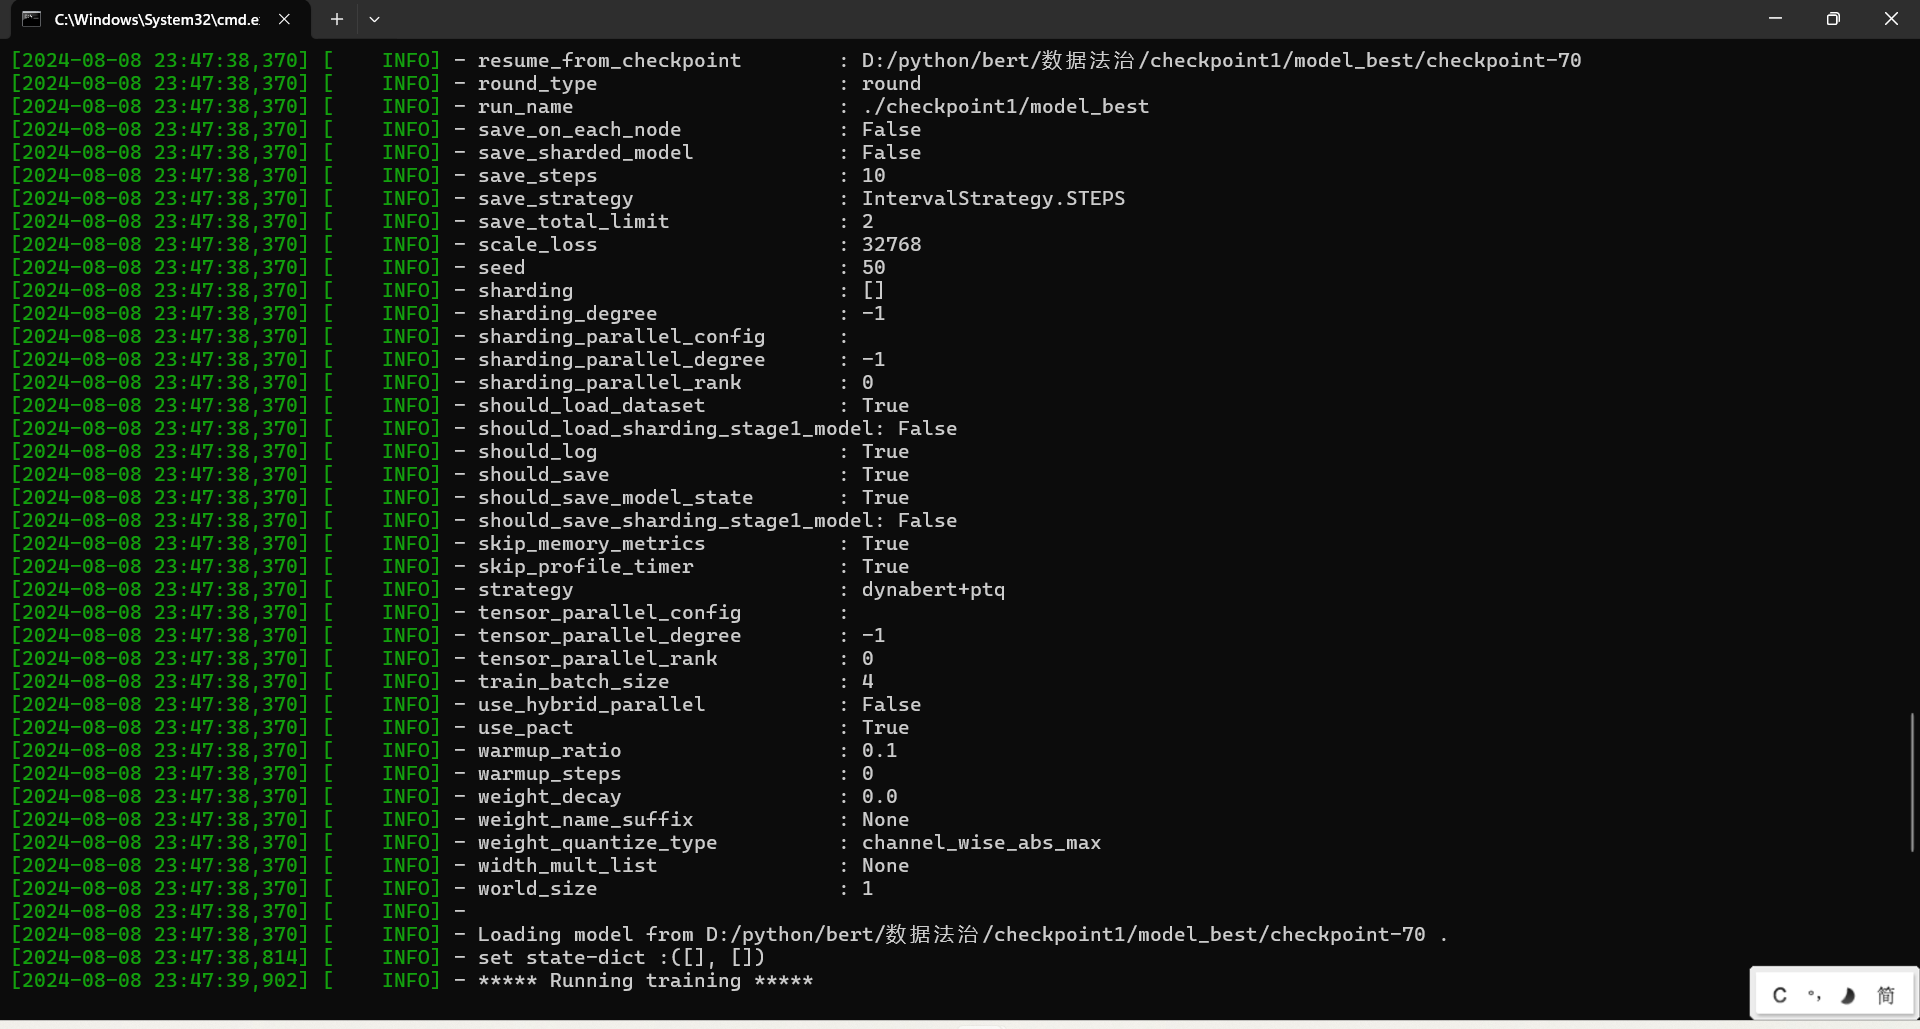 C:\Windows\System32\cmd.e
[2024-08-08 23:47:38,370] [    INFO] - resume_from_checkpoint        : D:/python/bert/数据法治/checkpoint1/model_best/checkpoint-70
[2024-08-08 23:47:38,370] [    INFO] - round_type                    : round
[2024-08-08 23:47:38,370] [    INFO] - run_name                      : ./checkpoint1/model_best
[2024-08-08 23:47:38,370] [    INFO] - save_on_each_node             : False
[2024-08-08 23:47:38,370] [    INFO] - save_sharded_model            : False
[2024-08-08 23:47:38,370] [    INFO] - save_steps                    : 10
[2024-08-08 23:47:38,370] [    INFO] - save_strategy                 : IntervalStrategy.STEPS
[2024-08-08 23:47:38,370] [    INFO] - save_total_limit              : 2
[2024-08-08 23:47:38,370] [    INFO] - scale_loss                    : 32768
[2024-08-08 23:47:38,370] [    INFO] - seed                          : 50
[2024-08-08 23:47:38,370] [    INFO] - sharding                      : []
[2024-08-08 23:47:38,370] [    INFO] - sharding_degree               : -1
[2024-08-08 23:47:38,370] [    INFO] - sharding_parallel_config      :
[2024-08-08 23:47:38,370] [    INFO] - sharding_parallel_degree      : -1
[2024-08-08 23:47:38,370] [    INFO] - sharding_parallel_rank        : 0
[2024-08-08 23:47:38,370] [    INFO] - should_load_dataset           : True
[2024-08-08 23:47:38,370] [    INFO] - should_load_sharding_stage1_model: False
[2024-08-08 23:47:38,370] [    INFO] - should_log                    : True
[2024-08-08 23:47:38,370] [    INFO] - should_save                   : True
[2024-08-08 23:47:38,370] [    INFO] - should_save_model_state       : True
[2024-08-08 23:47:38,370] [    INFO] - should_save_sharding_stage1_model: False
[2024-08-08 23:47:38,370] [    INFO] - skip_memory_metrics           : True
[2024-08-08 23:47:38,370] [    INFO] - skip_profile_timer            : True
[2024-08-08 23:47:38,370] [    INFO] - strategy                      : dynabert+ptq
[2024-08-08 23:47:38,370] [    INFO] - tensor_parallel_config        :
[2024-08-08 23:47:38,370] [    INFO] - tensor_parallel_degree        : -1
[2024-08-08 23:47:38,370] [    INFO] - tensor_parallel_rank          : 0
[2024-08-08 23:47:38,370] [    INFO] - train_batch_size              : 4
[2024-08-08 23:47:38,370] [    INFO] - use_hybrid_parallel           : False
[2024-08-08 23:47:38,370] [    INFO] - use_pact                      : True
[2024-08-08 23:47:38,370] [    INFO] - warmup_ratio                  : 0.1
[2024-08-08 23:47:38,370] [    INFO] - warmup_steps                  : 0
[2024-08-08 23:47:38,370] [    INFO] - weight_decay                  : 0.0
[2024-08-08 23:47:38,370] [    INFO] - weight_name_suffix            : None
[2024-08-08 23:47:38,370] [    INFO] - weight_quantize_type          : channel_wise_abs_max
[2024-08-08 23:47:38,370] [    INFO] - width_mult_list               : None
[2024-08-08 23:47:38,370] [    INFO] - world_size                    : 1
[2024-08-08 23:47:38,370] [    INFO] -
[2024-08-08 23:47:38,370] [    INFO] - Loading model from D:/python/bert/数据法治/checkpoint1/model_best/checkpoint-70 .
[2024-08-08 23:47:38,814] [    INFO] - set state-dict :([], [])
[2024-08-08 23:47:39,902] [    INFO] - ***** Running training *****
C °, 简